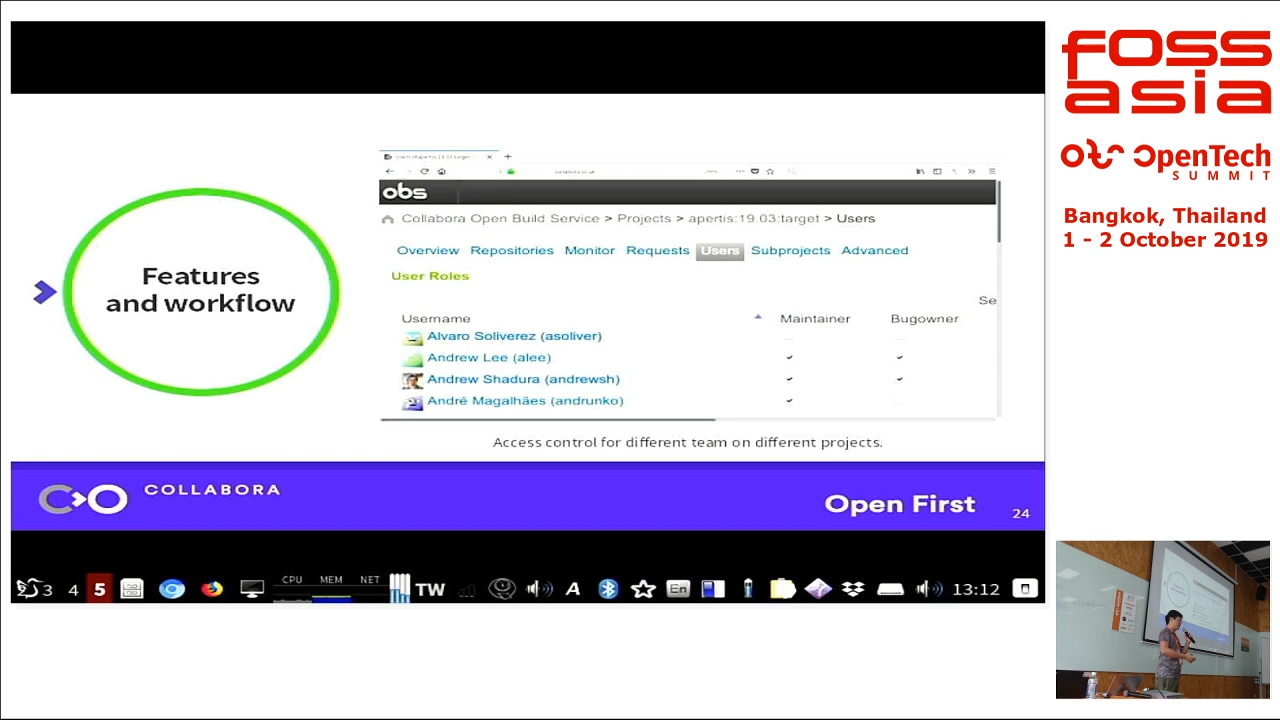 Features
and workflow
obs
Collabora Open Build Service > Projects > apertis:19.03:target > Users
Overview Repositories Monitor Requests Users Subprojects Advanced
User Roles
Se
Username Maintainer Bugowner
Alvaro Soliverez (asoliver)
Andrew Lee (alee)
Andrew Shadura (andrewsh)
André Magalhães (andrunko)
Access control for different team on different projects.
COLLABORA
Open First
24
3 4 5 CPU MEM NET TW A En 13:12
foss
asia
OpenTech
SUMMIT
Bangkok, Thailand
1 - 2 October 2019